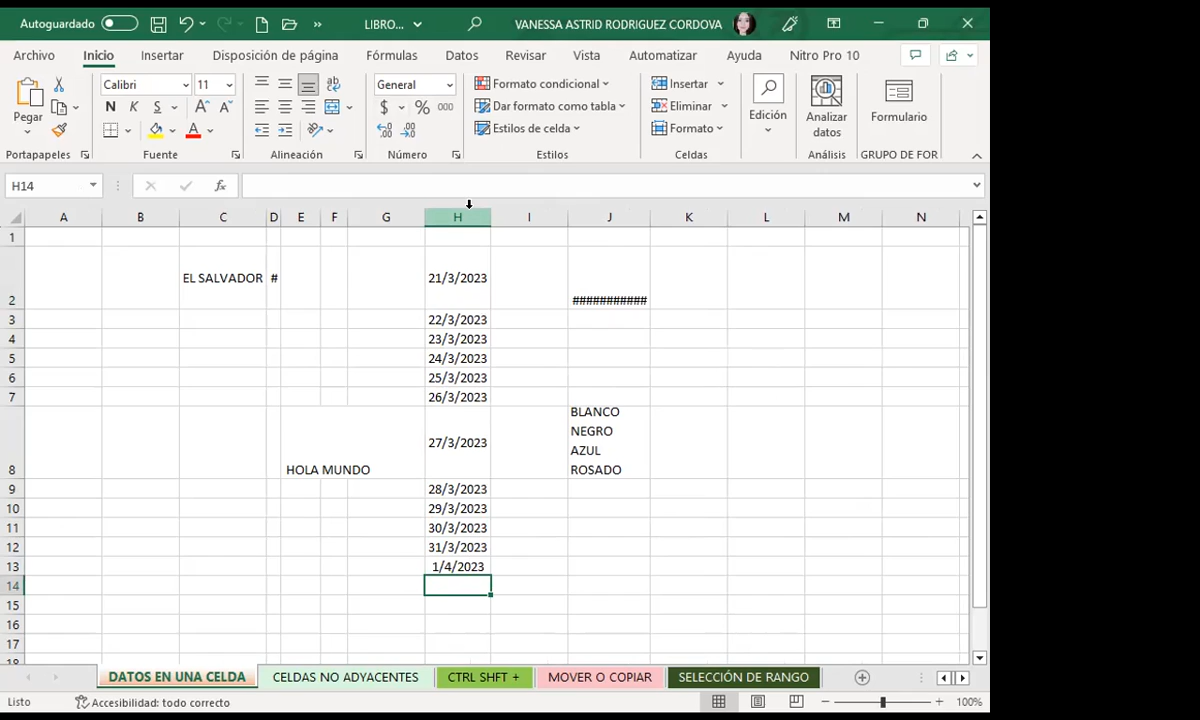 Autoguardado LIBRO... VANESSA ASTRID RODRIGUEZ CORDOVA
Archivo Inicio Insertar Disposición de página Fórmulas Datos Revisar Vista Automatizar Ayuda Nitro Pro 10
Calibri 11 General Formato condicional Insertar
Pegar N K S A A $ % 000 Dar formato como tabla Eliminar Edición Analizar datos Formulario
A Estilos de celda Formato
Portapapeles Fuente Alineación Número Estilos Celdas Análisis GRUPO DE FOR
H14 fx
A B C D E F G H I J K L M N
1
2 EL SALVADOR # 21/3/2023 ###########
3 22/3/2023
4 23/3/2023
5 24/3/2023
6 25/3/2023
7 26/3/2023
BLANCO
27/3/2023 NEGRO
AZUL
8 HOLA MUNDO ROSADO
9 28/3/2023
10 29/3/2023
11 30/3/2023
12 31/3/2023
13 1/4/2023
14
15
16
17
18
DATOS EN UNA CELDA CELDAS NO ADYACENTES CTRL SHFT + MOVER O COPIAR SELECCIÓN DE RANGO
Listo Accesibilidad: todo correcto 100%